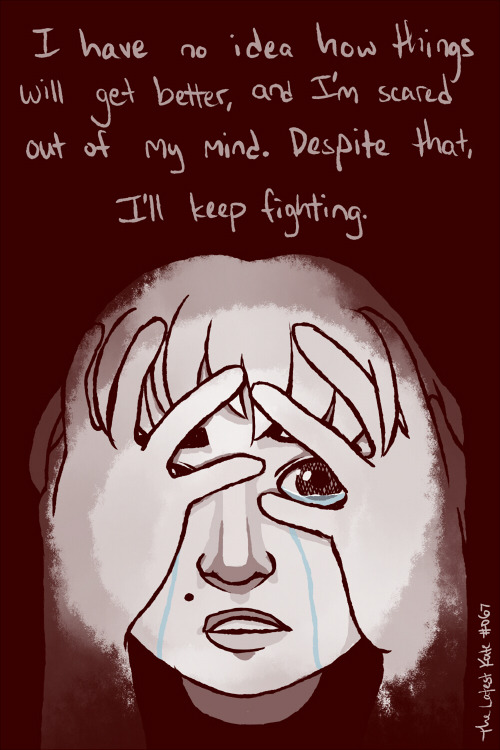 I have no idea how things
will get better, and I'm scared
out of my mind. Despite that,
I'll keep fighting.
The Latest Kate #067